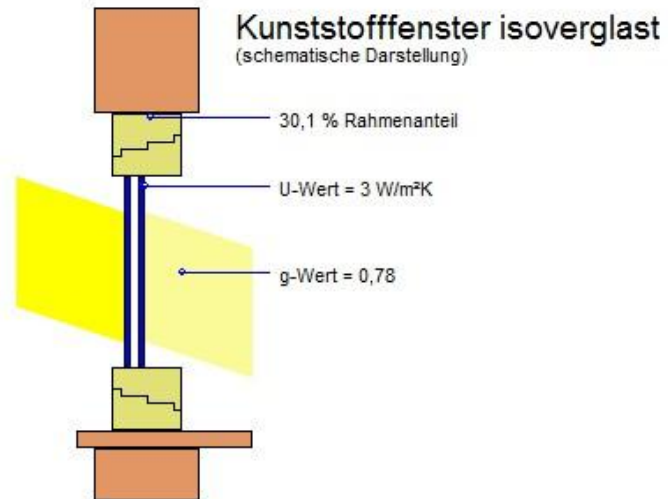 Kunststofffenster isoverglast
(schematische Darstellung)
30,1 % Rahmenanteil
U-Wert = 3 W/m²K
g-Wert = 0,78